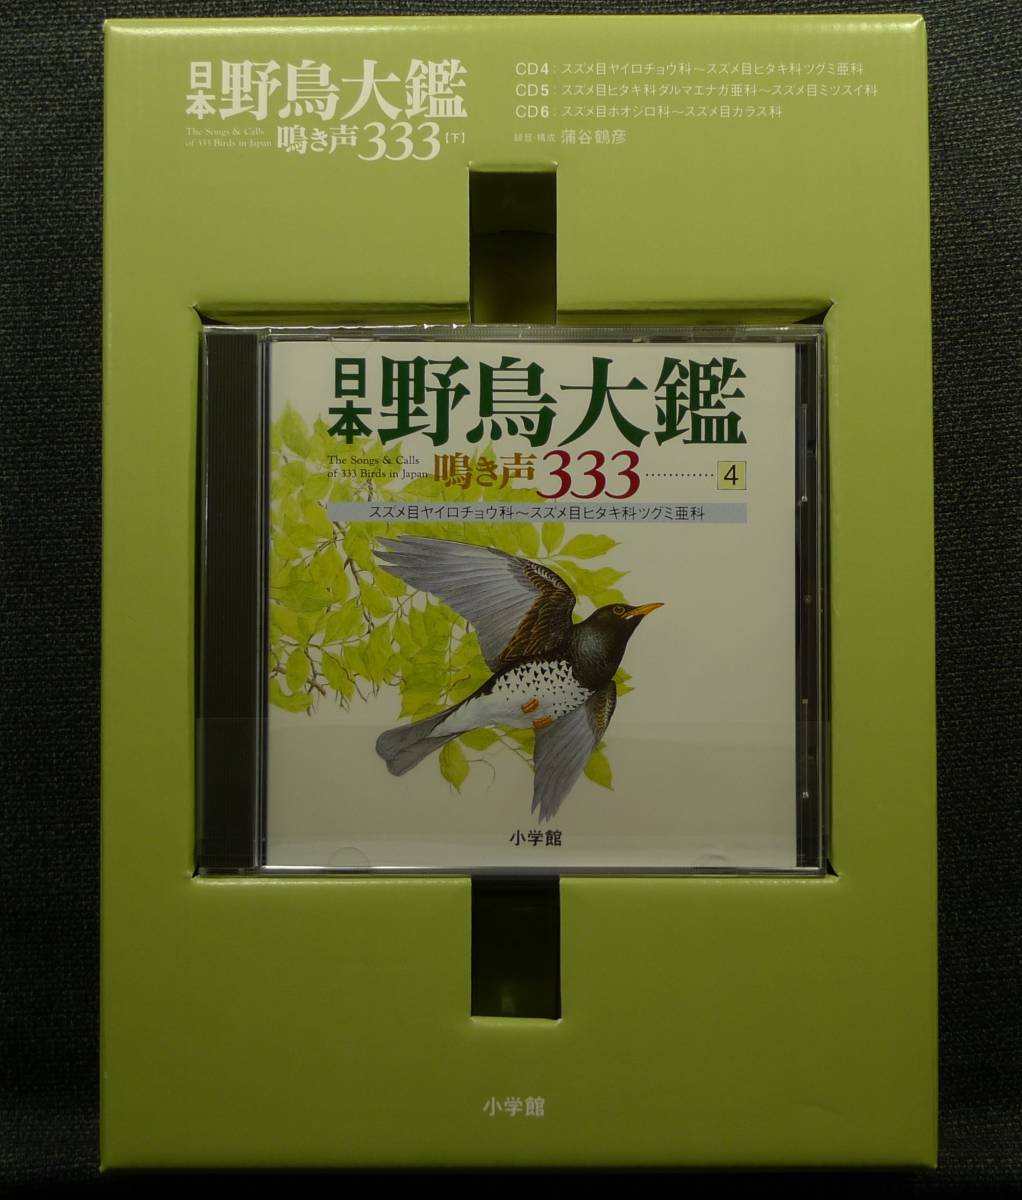 日本 野鳥大鑑
The Songs & Calls
of 333 Birds in Japan
鳴き声333［下］
CD4：スズメ目ヤイロチョウ科～スズメ目ヒタキ科ツグミ亜科
CD5：スズメ目ヒタキ科ダルマエナガ亜科～スズメ目ミツスイ科
CD6：スズメ目ホオジロ科～スズメ目カラス科
録音・構成 蒲谷鶴彦
日本 野鳥大鑑
The Songs & Calls
of 333 Birds in Japan
鳴き声333…………4
スズメ目ヤイロチョウ科～スズメ目ヒタキ科ツグミ亜科
小学館
小学館